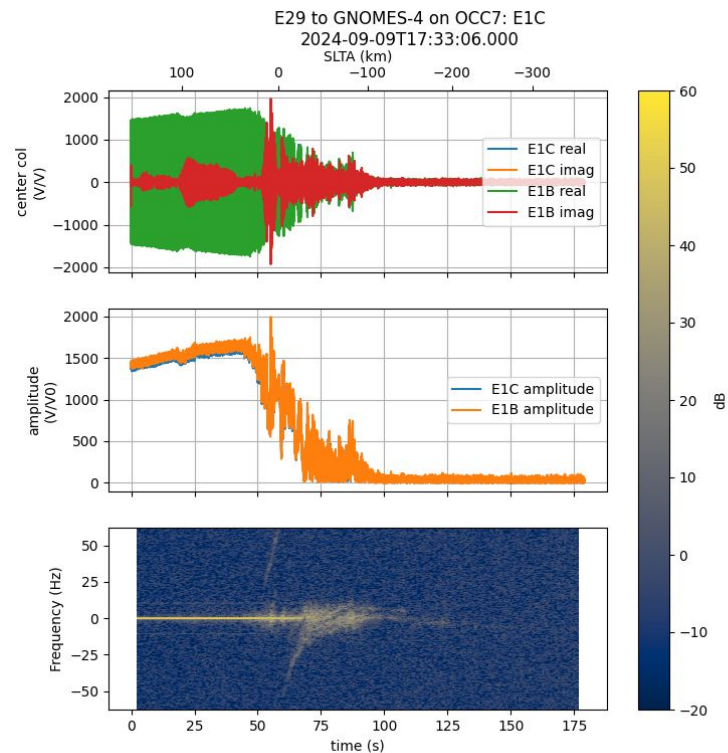 E29 to GNOMES-4 on OCC7: E1C
2024-09-09T17:33:06.000
SLTA (km)
100 0 −100 −200 −300
2000
1000
0
−1000
−2000
center col
(V/V)
E1C real
E1C imag
E1B real
E1B imag
2000
1500
1000
500
0
amplitude
(V/V0)
E1C amplitude
E1B amplitude
50
25
0
−25
−50
Frequency (Hz)
0 25 50 75 100 125 150 175
time (s)
60
50
40
30
20
10
0
−10
−20
dB